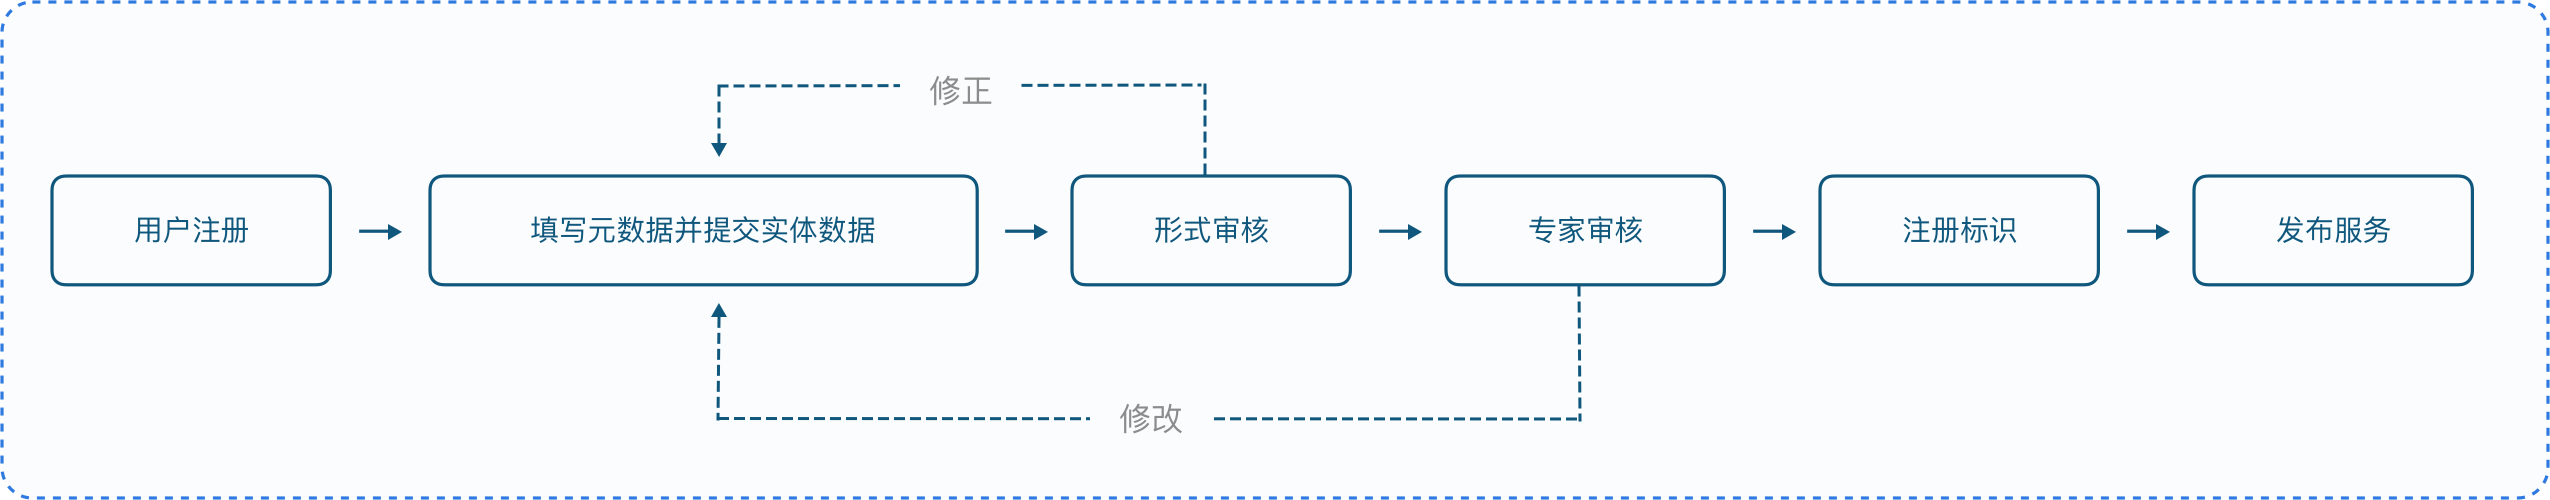 修正
用户注册
填写元数据并提交实体数据
形式审核
专家审核
注册标识
发布服务
修改